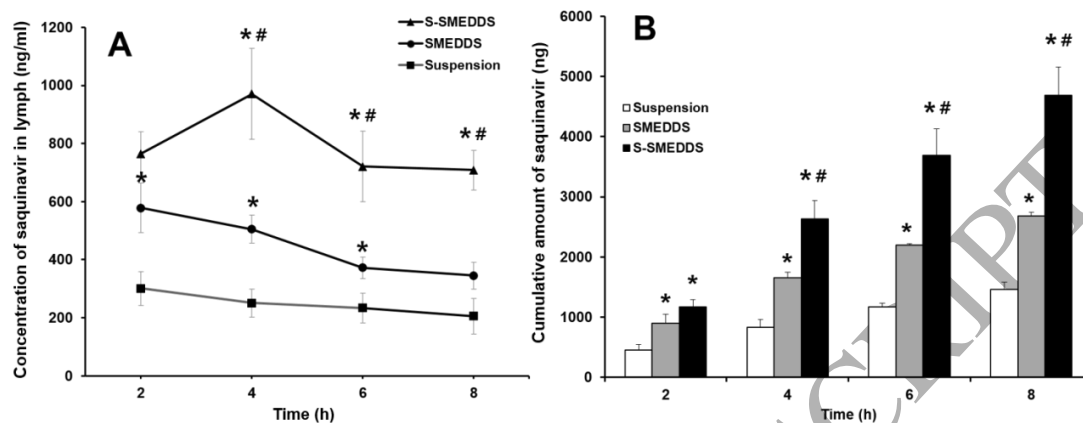 A
S-SMEDDS
SMEDDS
Suspension
Concentration of saquinavir in lymph (ng/ml)
1200
1000
800
600
400
200
0
* #
* #
* #
*
*
*
2 4 6 8
Time (h)
B
Suspension
SMEDDS
S-SMEDDS
Cumulative amount of saquinavir (ng)
6000
5000
4000
3000
2000
1000
0
* *
* * #
* * #
* * #
2 4 6 8
Time (h)
CRIPT